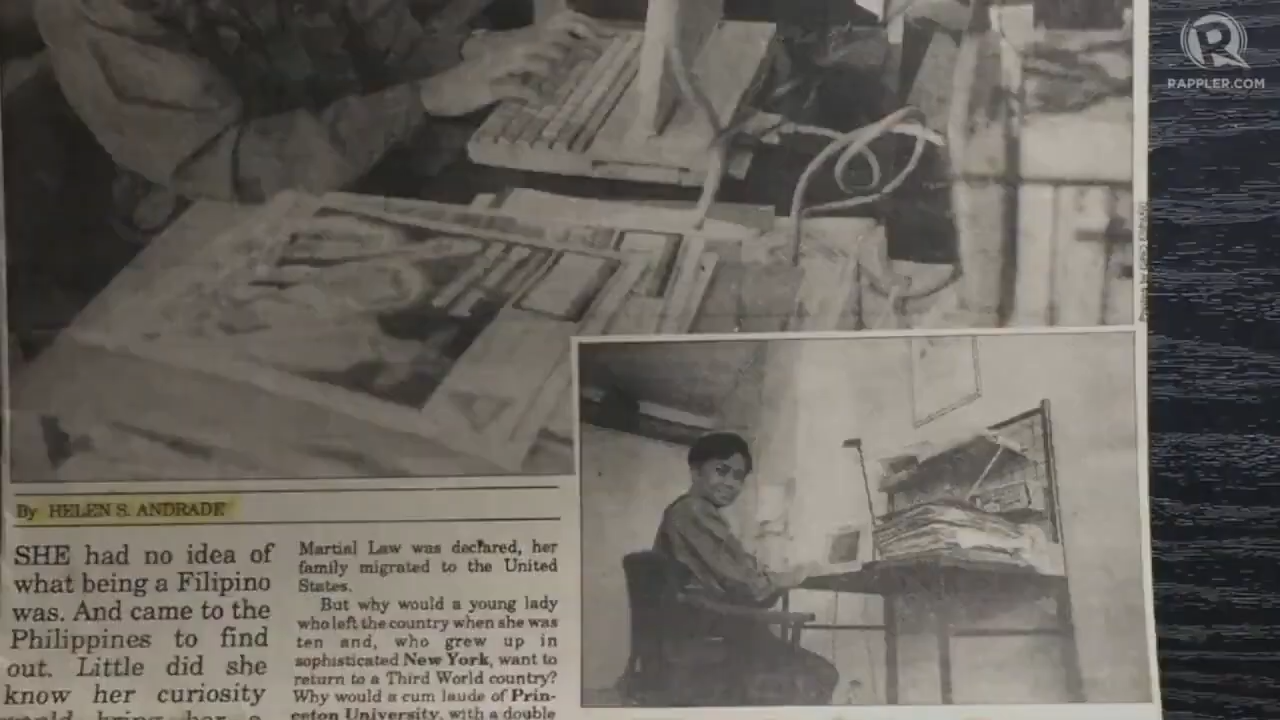 RAPPLER.COM
By HELEN S. ANDRADE
SHE had no idea of
what being a Filipino
was. And came to the
Philippines to find
out. Little did she
know her curiosity
Martial Law was declared, her
family migrated to the United
States.
But why would a young lady
who left the country when she was
ten and, who grew up in
sophisticated New York, want to
return to a Third World country?
Why would a cum laude of Prin-
ceton University, with a double